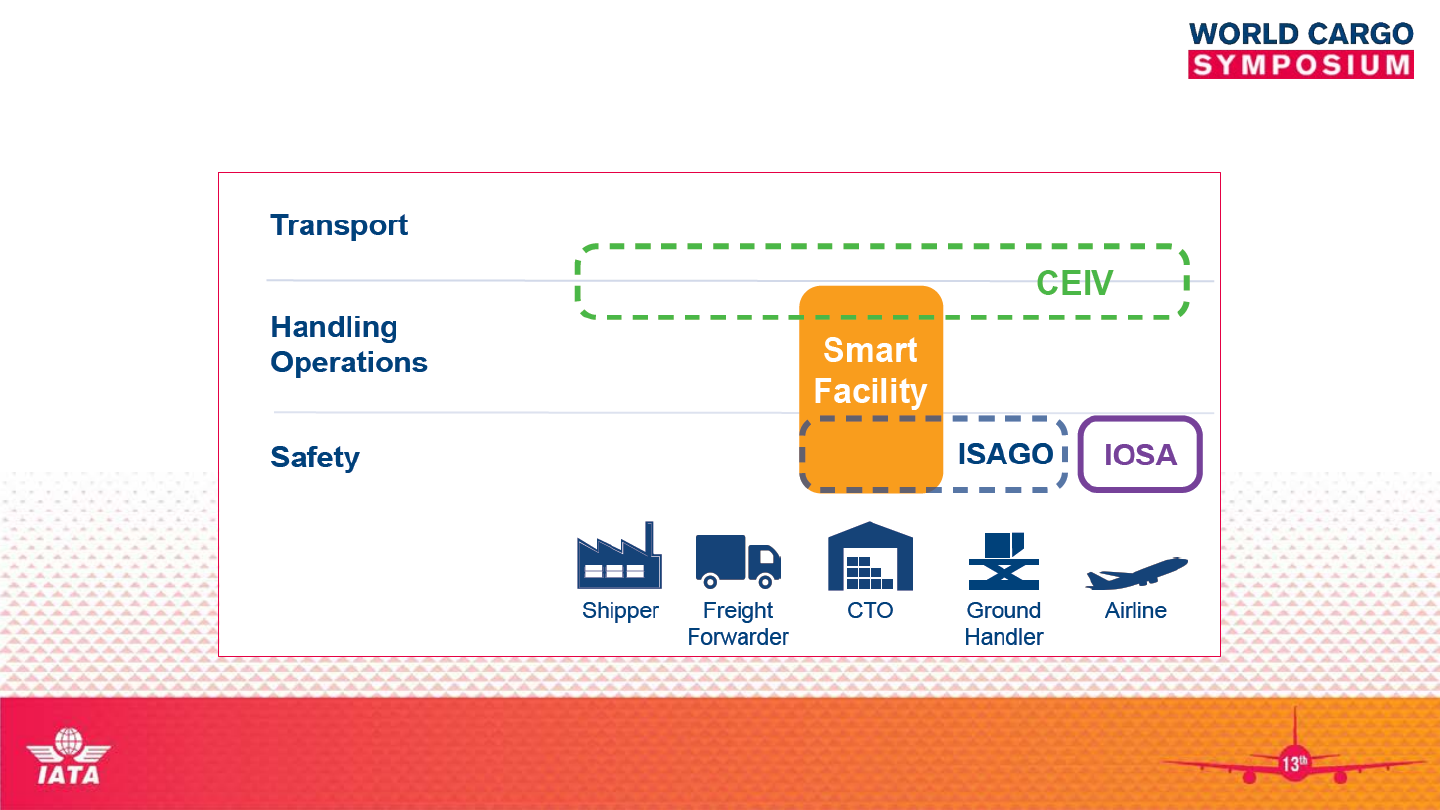 WORLD CARGO
SYMPOSIUM
Transport
CEIV
Handling
Operations
Smart
Facility
Safety
ISAGO
IOSA
Shipper
Freight
Forwarder
CTO
Ground
Handler
Airline
IATA
13th